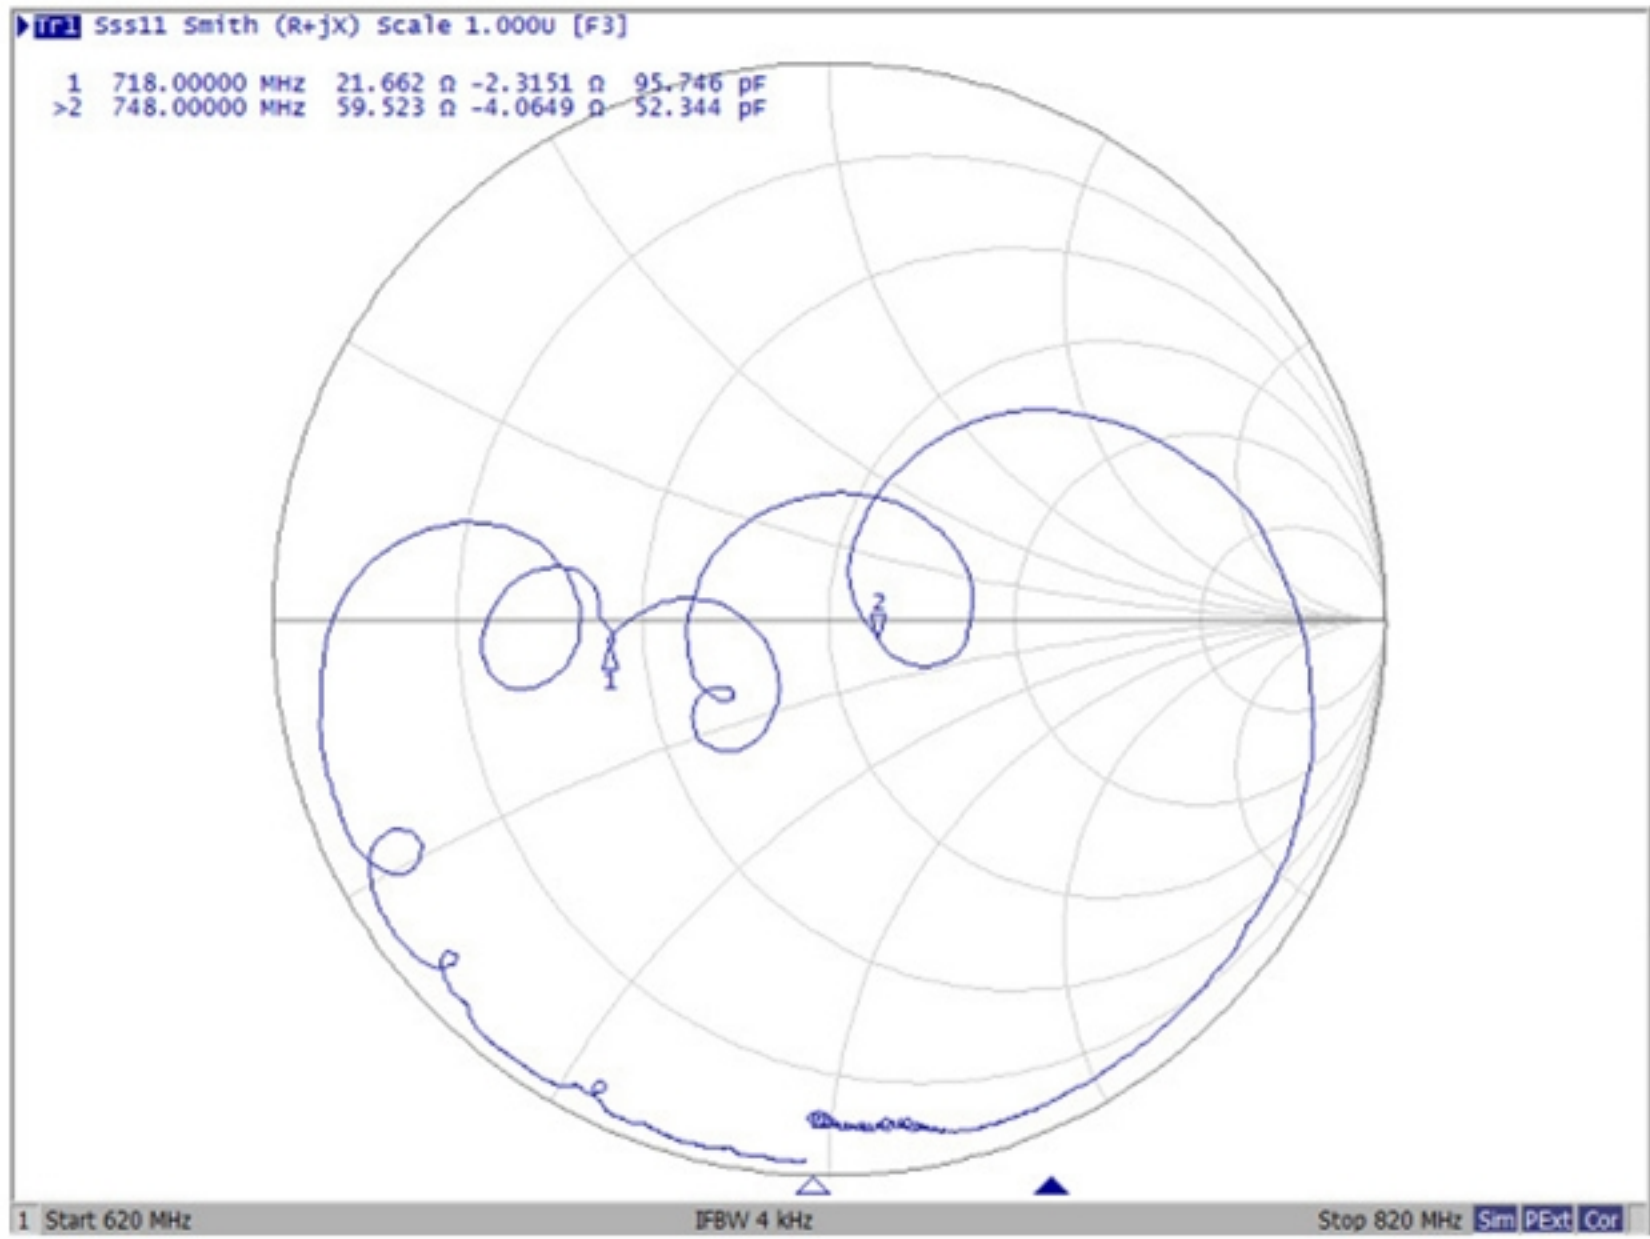 Tr1 Sss11 Smith (R+jX) Scale 1.000U [F3]
1 718.00000 MHz 21.662 Ω -2.3151 Ω 95.746 pF
>2 748.00000 MHz 59.523 Ω -4.0649 Ω 52.344 pF
2
1
1 Start 620 MHz IFBW 4 kHz Stop 820 MHz Sim PExt Cor